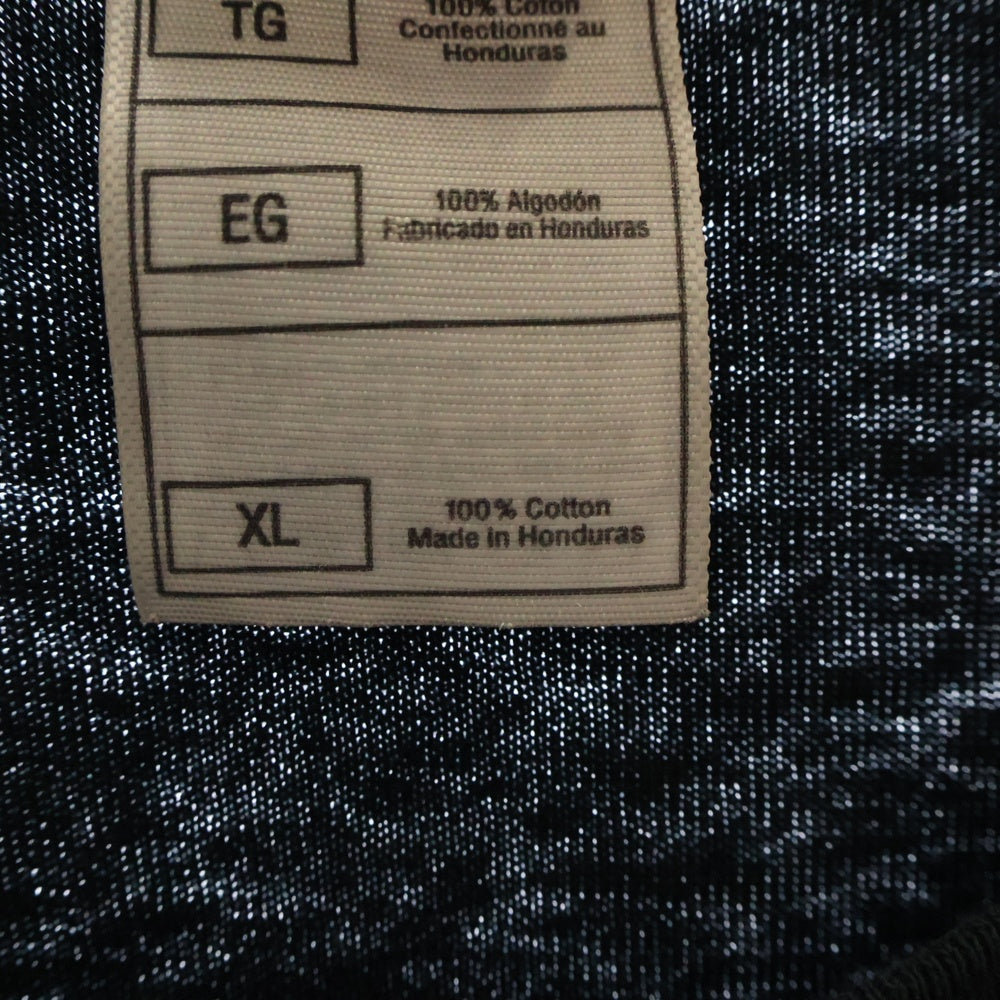 TG
100% Coton
Confectionné au
Honduras
EG
100% Algodón
Fabricado en Honduras
XL
100% Cotton
Made in Honduras